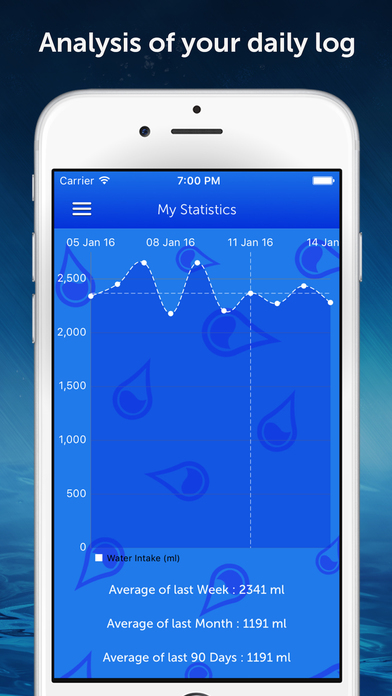 Analysis of your daily log
Carrier 7:00 PM
My Statistics
05 Jan 16 08 Jan 16 11 Jan 16 14 Jan
2,500
2,000
1,500
1,000
500
0
Water Intake (ml)
Average of last Week : 2341 ml
Average of last Month : 1191 ml
Average of last 90 Days : 1191 ml